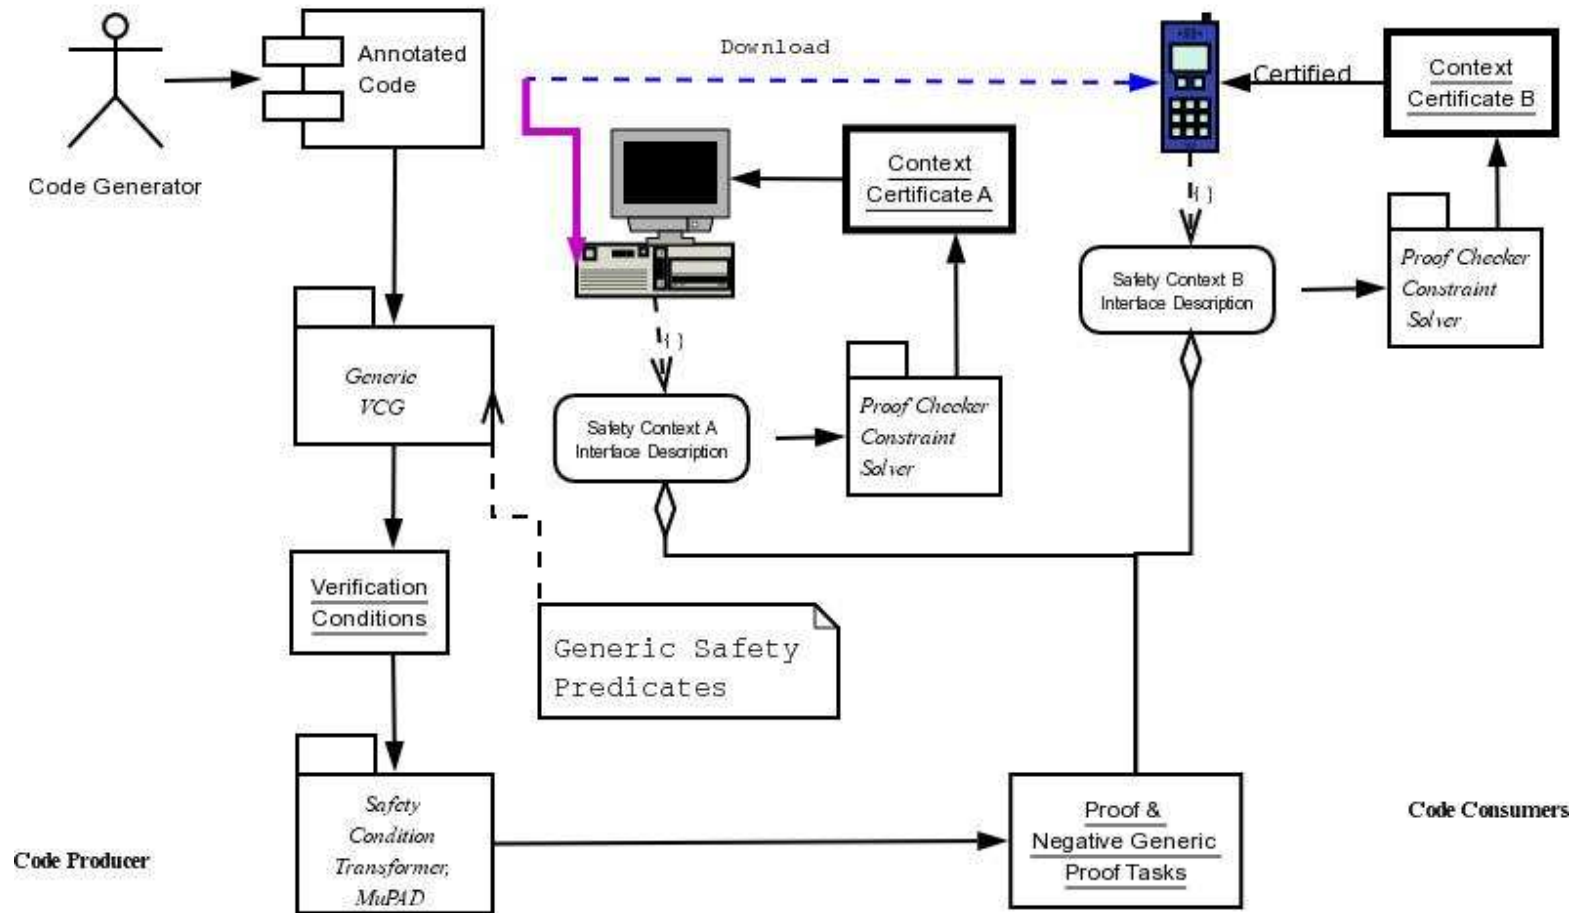 Annotated
Code
Code Generator
Download
Certified
Context
Certificate B
Context
Certificate A
{ }
Safety Context B
Interface Description
Proof Checker
Constraint
Solver
Generic
VCG
{ }
Safety Context A
Interface Description
Proof Checker
Constraint
Solver
Verification
Conditions
Generic Safety
Predicates
Safety
Condition
Transformer,
MuPAD
Proof &
Negative Generic
Proof Tasks
Code Producer
Code Consumers